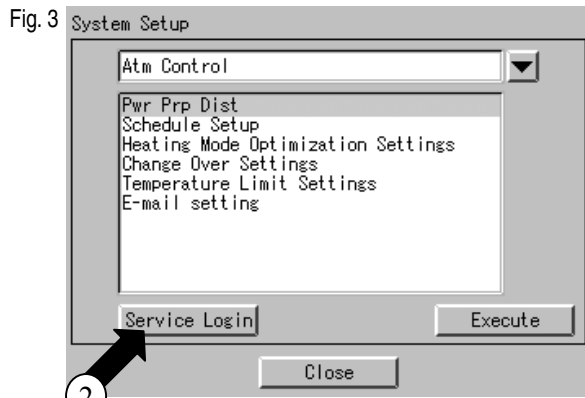 Fig. 3
System Setup
Atm Control
Pwr Prp Dist
Schedule Setup
Heating Mode Optimization Settings
Change Over Settings
Temperature Limit Settings
E-mail setting
Service Login
Execute
Close
2